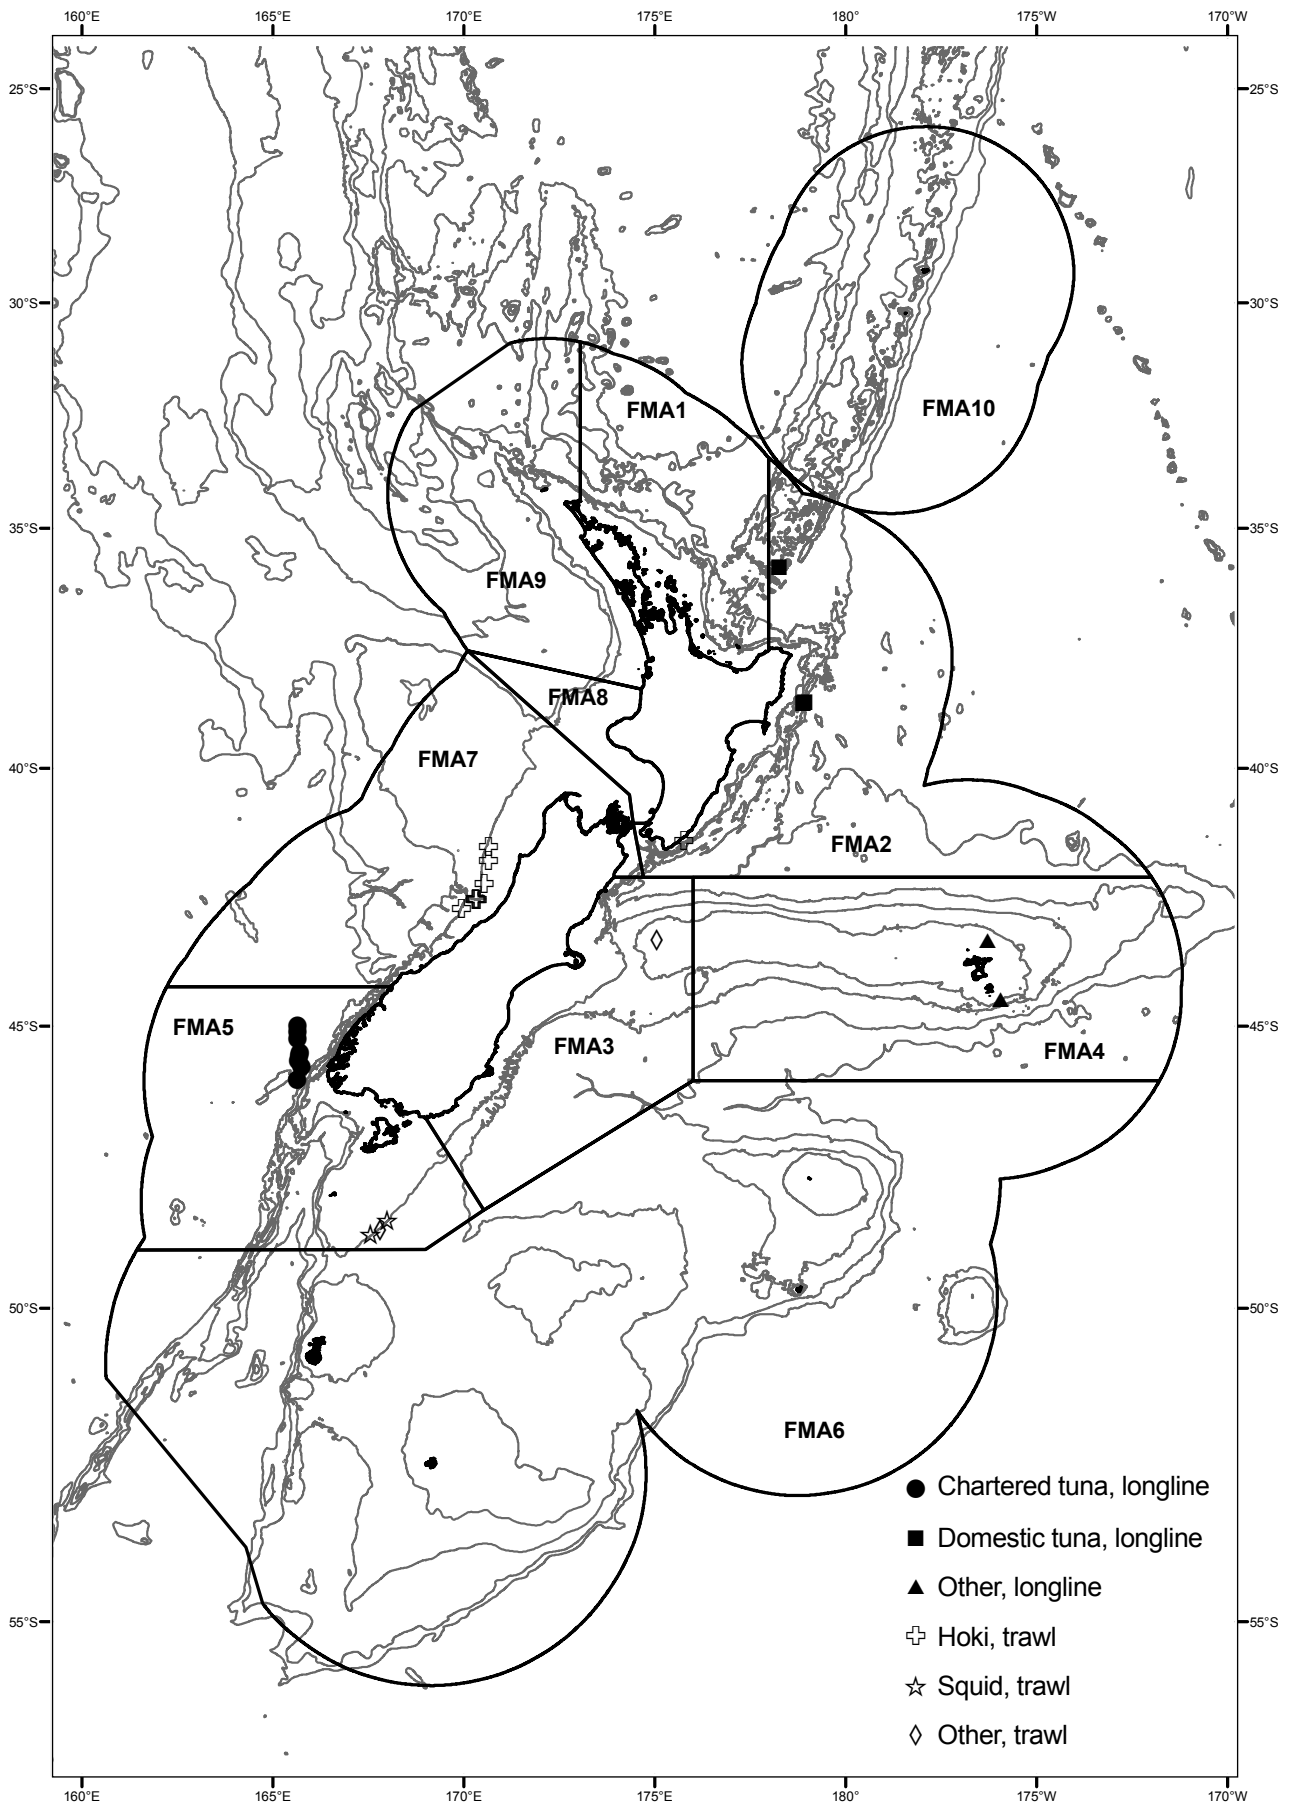 160°E 165°E 170°E 175°E 180° 175°W 170°W
25°S 25°S
30°S 30°S
FMA1 FMA10
35°S 35°S
FMA9
FMA8
FMA7
40°S 40°S
FMA2
FMA5 45°S 45°S
FMA3 FMA4
50°S 50°S
FMA6
Chartered tuna, longline
Domestic tuna, longline
Other, longline
55°S 55°S
Hoki, trawl
Squid, trawl
Other, trawl
160°E 165°E 170°E 175°E 180° 175°W 170°W